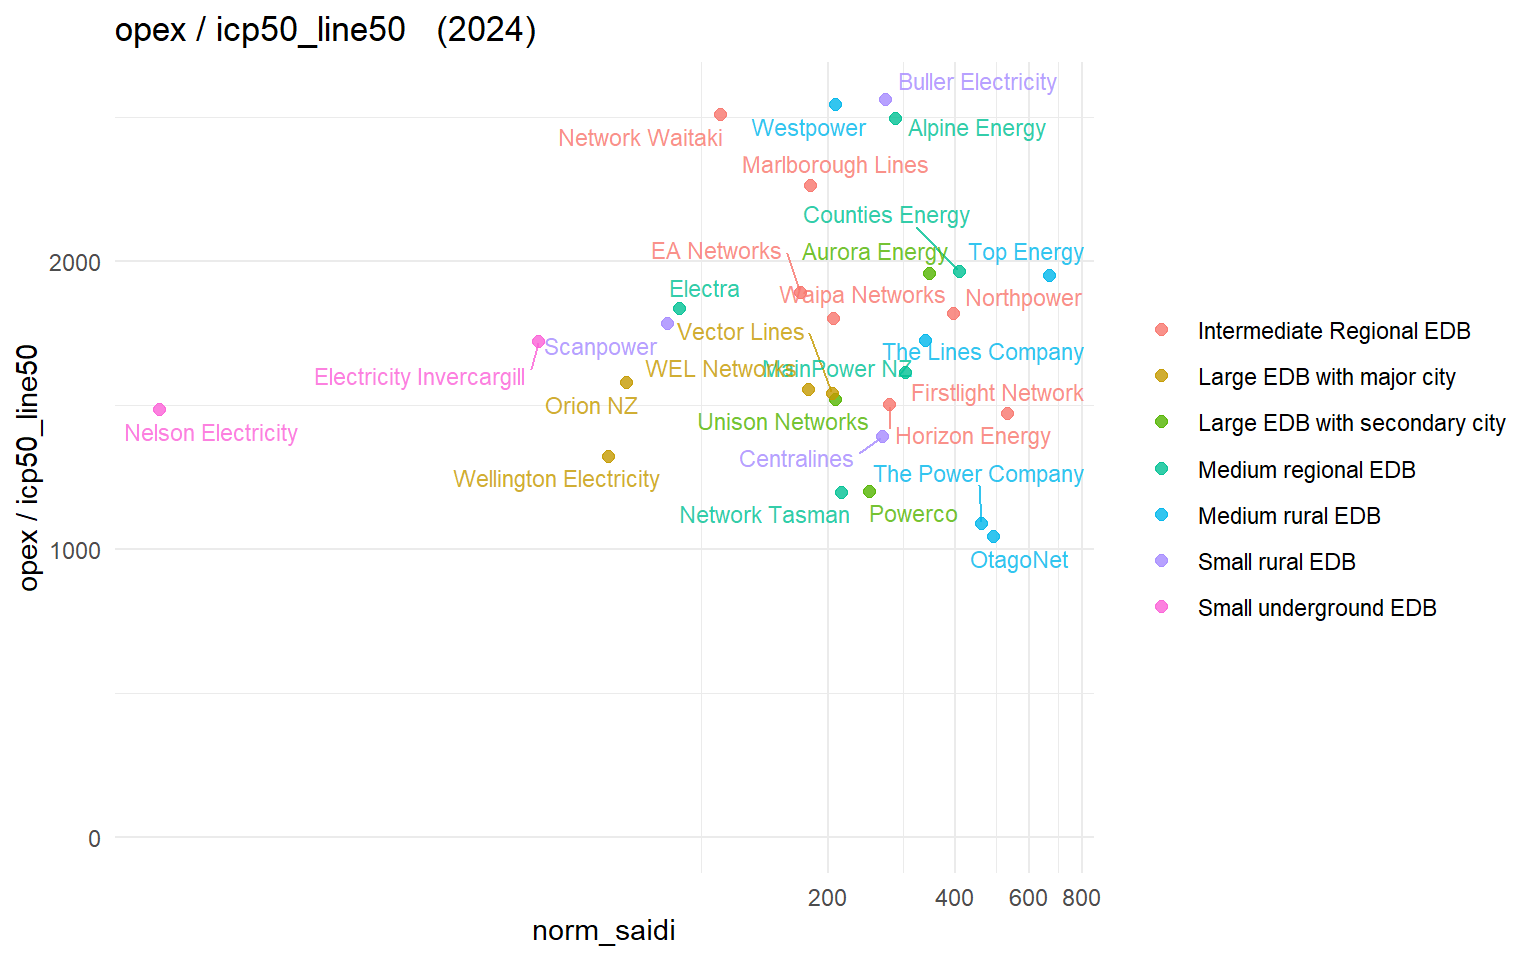 opex / icp50_line50   (2024)
Buller Electricity
Westpower
Alpine Energy
Network Waitaki
Marlborough Lines
Counties Energy
EA Networks
Aurora Energy
Top Energy
2000
Electra
Waipa Networks
Northpower
Vector Lines
Scanpower
The Lines Company
Electricity Invercargill
WEL Networks
MainPower NZ
Firstlight Network
Orion NZ
Nelson Electricity
Unison Networks
Horizon Energy
Centralines
Wellington Electricity
The Power Company
Network Tasman
Powerco
1000
OtagoNet
0
opex / icp50_line50
200
400
600
800
norm_saidi
Intermediate Regional EDB
Large EDB with major city
Large EDB with secondary city
Medium regional EDB
Medium rural EDB
Small rural EDB
Small underground EDB